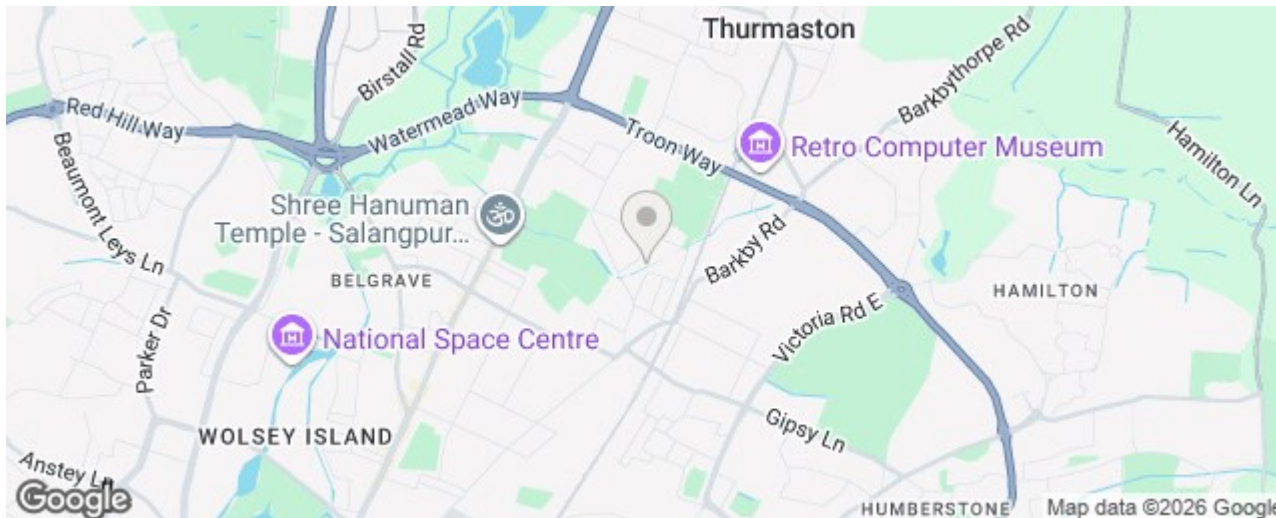 Thurmaston
Birstall Rd
Barkbythorpe Rd
Red Hill Way
Watermead Way
Troon Way
Hamilton Ln
Retro Computer Museum
Beaumont Leys Ln
Shree Hanuman
Temple - Salangpur...
Barkby Rd
BELGRAVE
HAMILTON
Victoria Rd E
National Space Centre
Parker Dr
Gipsy Ln
WOLSEY ISLAND
Anstey Ln
Google
HUMBERSTONE
Map data ©2026 Google